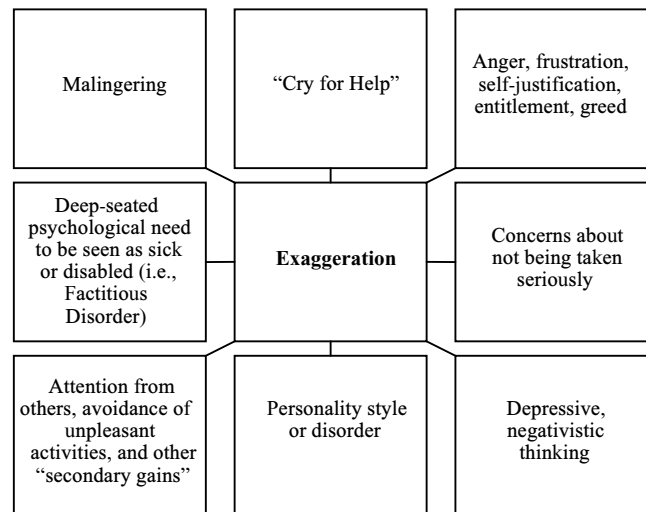 Malingering
“Cry for Help”
Anger, frustration,
self-justification,
entitlement, greed
Deep-seated
psychological need
to be seen as sick
or disabled (i.e.,
Factitious
Disorder)
Exaggeration
Concerns about
not being taken
seriously
Attention from
others, avoidance of
unpleasant
activities, and other
“secondary gains”
Personality style
or disorder
Depressive,
negativistic
thinking